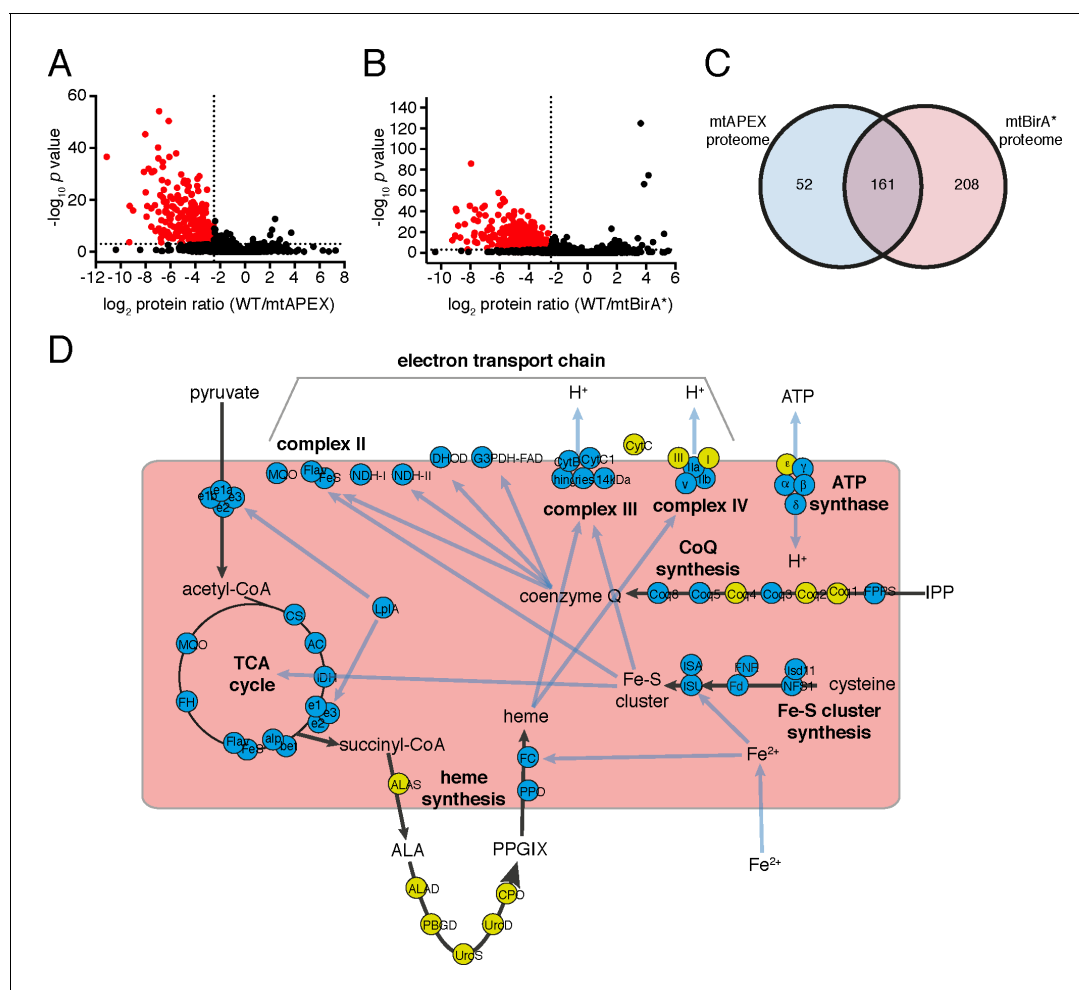 A
60
40
20
0
-log10 p value
-12
-10
-8
-6
-4
-2
0
2
4
6
8
log2 protein ratio (WT/mtAPEX)
B
140
120
100
80
60
40
20
0
-log10 p value
-10
-8
-6
-4
-2
0
2
4
6
log2 protein ratio (WT/mtBirA*)
C
mtAPEX
proteome
mtBirA*
proteome
52
161
208
D
electron transport chain
pyruvate
H+
H+
ATP
complex II
MQO
Flav
FeS
NDH-I
NDH-II
DHOD
G3PDH-FAD
CytB
CytC1
hinge
ries
14kDa
complex III
CytC
III
I
IIa
IIb
V
complex IV
ε
γ
α
β
δ
ATP
synthase
H+
e1b
e1a
e3
e2
acetyl-CoA
CoQ
synthesis
coenzyme Q
Coq8
Coq5
Coq4
Coq3
Coq2
Coq1
FPPS
IPP
LplA
CS
AC
iDH
MQO
FH
TCA
cycle
e1
e3
e2
Flav
FeS
alp
bet
succinyl-CoA
Fe-S
cluster
ISA
ISU
FNR
Fd
Isd11
NFS1
cysteine
Fe-S cluster
synthesis
heme
FC
PPO
heme
synthesis
ALAS
Fe2+
Fe2+
ALA
PPGIX
ALAD
PBGD
UroS
UroD
CPO